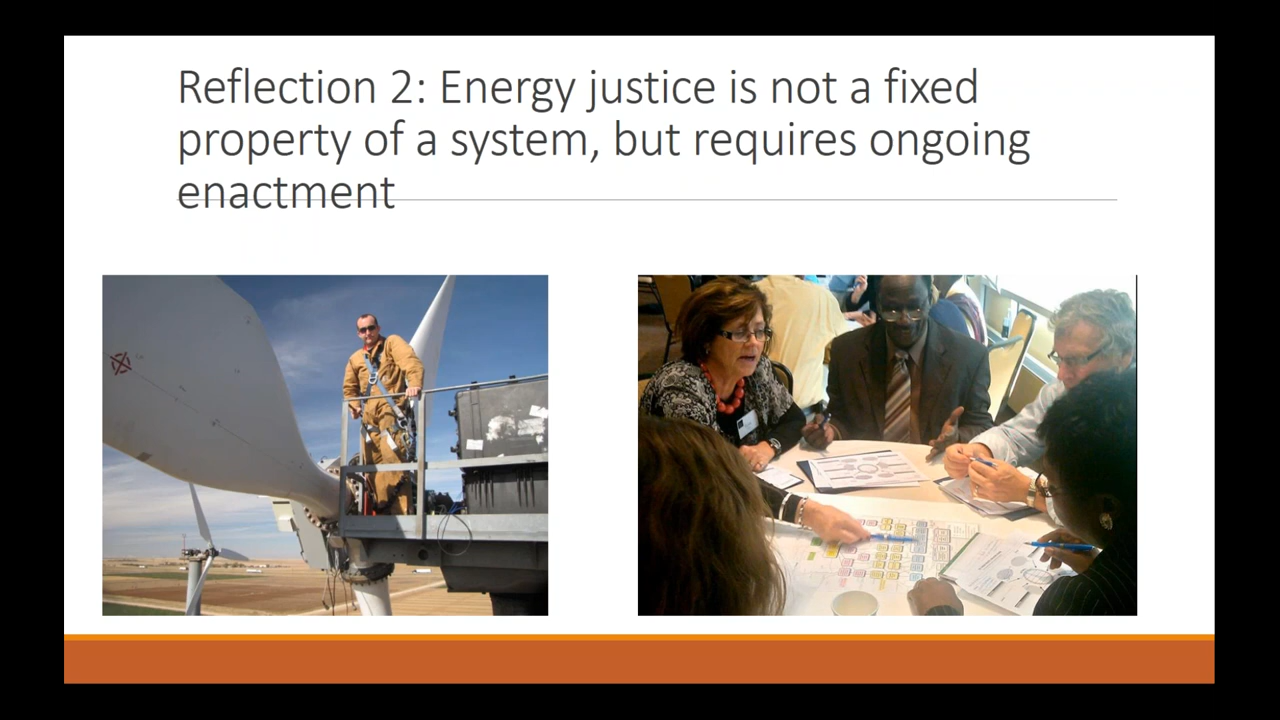 Reflection 2: Energy justice is not a fixed
property of a system, but requires ongoing
enactment